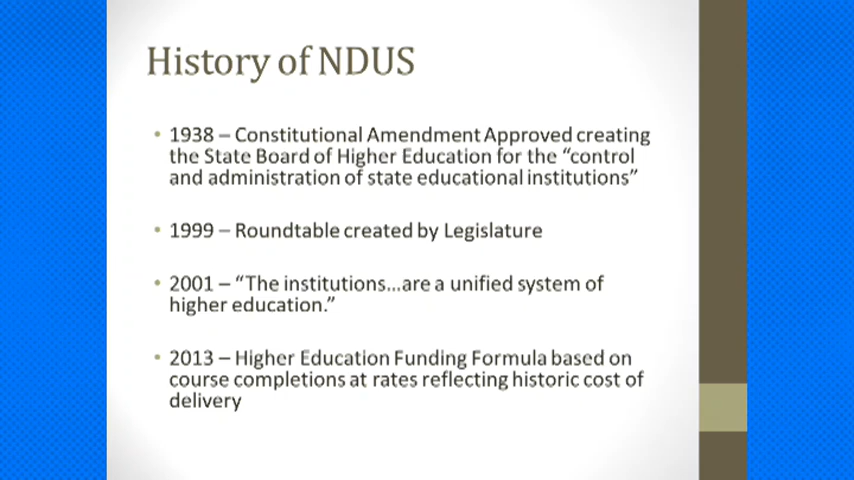 History of NDUS
• 1938 – Constitutional Amendment Approved creating
the State Board of Higher Education for the “control
and administration of state educational institutions”
• 1999 – Roundtable created by Legislature
• 2001 – “The institutions...are a unified system of
higher education.”
• 2013 – Higher Education Funding Formula based on
course completions at rates reflecting historic cost of
delivery